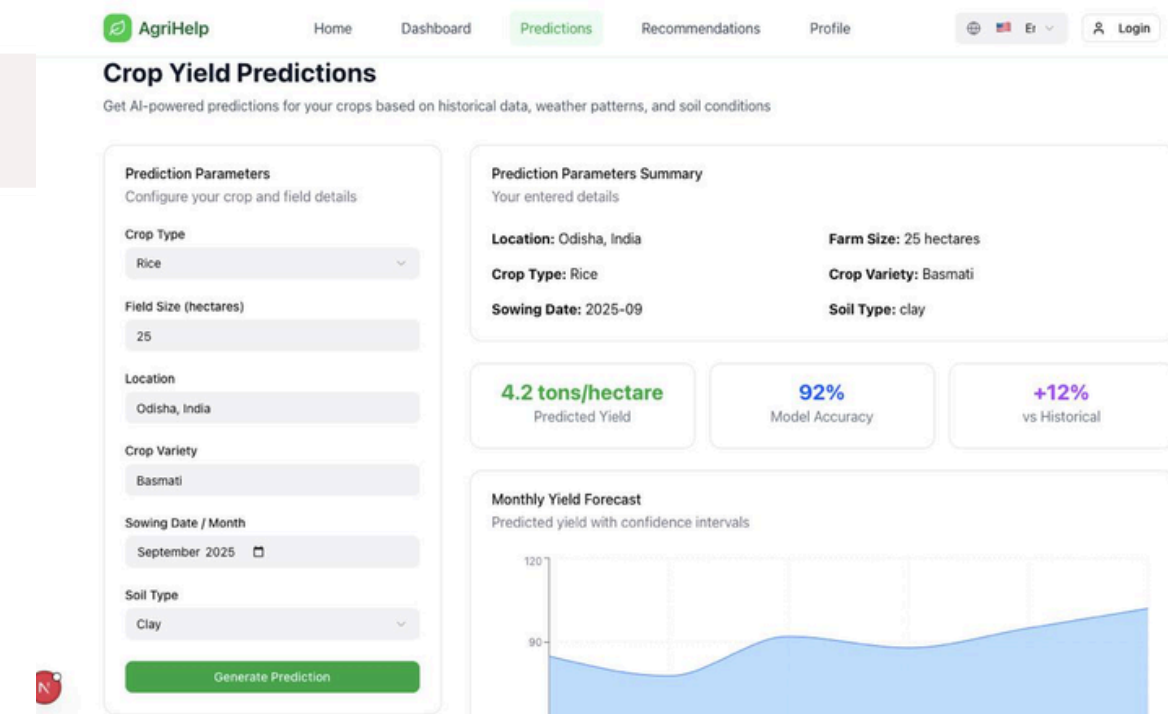 AgriHelp Home Dashboard Predictions Recommendations Profile Er Login
Crop Yield Predictions
Get AI-powered predictions for your crops based on historical data, weather patterns, and soil conditions
Prediction Parameters
Configure your crop and field details
Crop Type
Rice
Field Size (hectares)
25
Location
Odisha, India
Crop Variety
Basmati
Sowing Date / Month
September 2025
Soil Type
Clay
Generate Prediction
N
Prediction Parameters Summary
Your entered details
Location: Odisha, India Farm Size: 25 hectares
Crop Type: Rice Crop Variety: Basmati
Sowing Date: 2025-09 Soil Type: clay
4.2 tons/hectare
Predicted Yield
92%
Model Accuracy
+12%
vs Historical
Monthly Yield Forecast
Predicted yield with confidence intervals
120
90